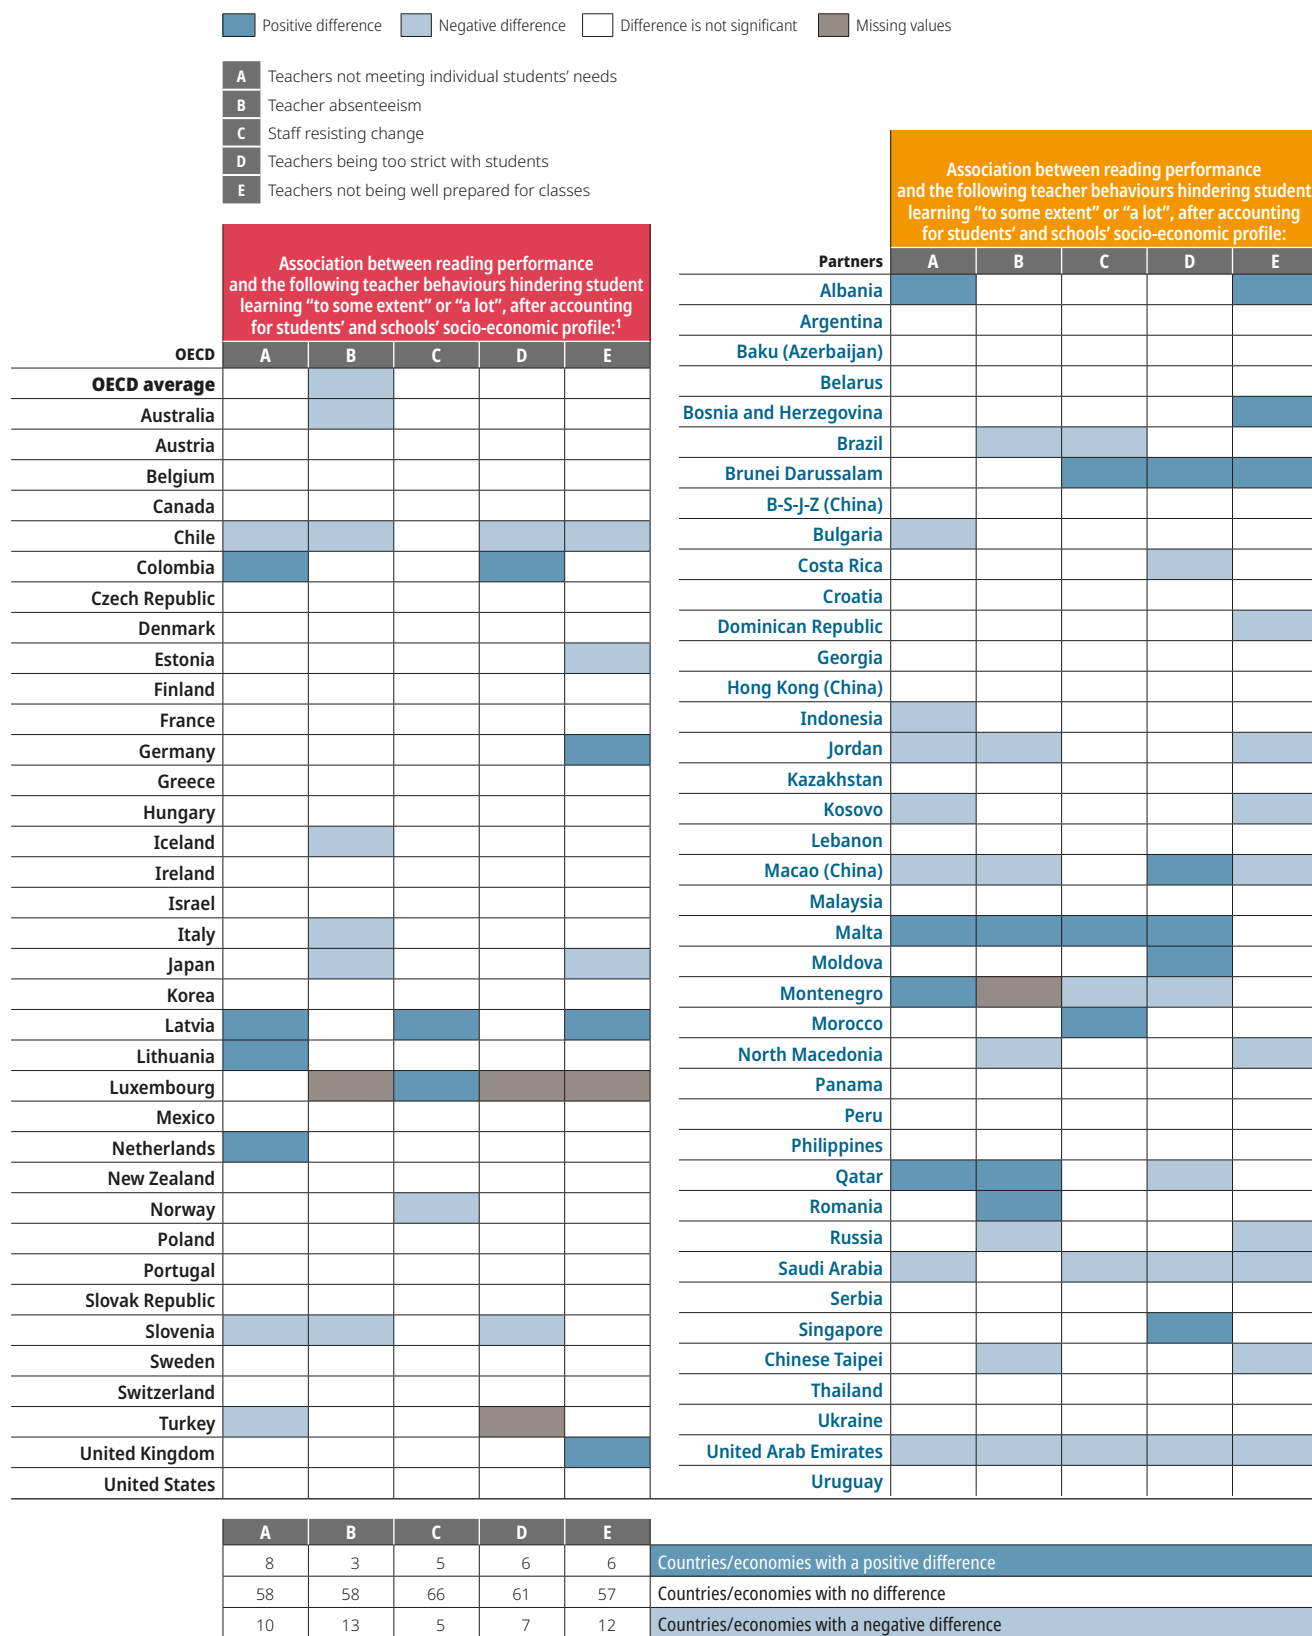 Positive difference Negative difference Difference is not significant Missing values
A Teachers not meeting individual students’ needs
B Teacher absenteeism
C Staff resisting change
D Teachers being too strict with students
E Teachers not being well prepared for classes
Association between reading performance
and the following teacher behaviours hindering student
learning “to some extent” or “a lot”, after accounting
for students’ and schools’ socio-economic profile:¹
OECD A B C D E
OECD average
Australia
Austria
Belgium
Canada
Chile
Colombia
Czech Republic
Denmark
Estonia
Finland
France
Germany
Greece
Hungary
Iceland
Ireland
Israel
Italy
Japan
Korea
Latvia
Lithuania
Luxembourg
Mexico
Netherlands
New Zealand
Norway
Poland
Portugal
Slovak Republic
Slovenia
Sweden
Switzerland
Turkey
United Kingdom
United States
Association between reading performance
and the following teacher behaviours hindering student
learning “to some extent” or “a lot”, after accounting
for students’ and schools’ socio-economic profile:
Partners A B C D E
Albania
Argentina
Baku (Azerbaijan)
Belarus
Bosnia and Herzegovina
Brazil
Brunei Darussalam
B-S-J-Z (China)
Bulgaria
Costa Rica
Croatia
Dominican Republic
Georgia
Hong Kong (China)
Indonesia
Jordan
Kazakhstan
Kosovo
Lebanon
Macao (China)
Malaysia
Malta
Moldova
Montenegro
Morocco
North Macedonia
Panama
Peru
Philippines
Qatar
Romania
Russia
Saudi Arabia
Serbia
Singapore
Chinese Taipei
Thailand
Ukraine
United Arab Emirates
Uruguay
A B C D E
8 3 5 6 6 Countries/economies with a positive difference
58 58 66 61 57 Countries/economies with no difference
10 13 5 7 12 Countries/economies with a negative difference